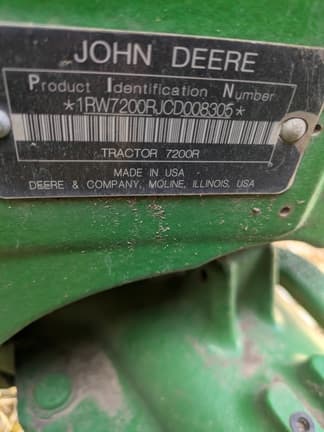 JOHN DEERE
Product Identification Number
*1RW7200RJCD008305*
TRACTOR 7200R
MADE IN USA
DEERE & COMPANY, MOLINE, ILLINOIS, USA